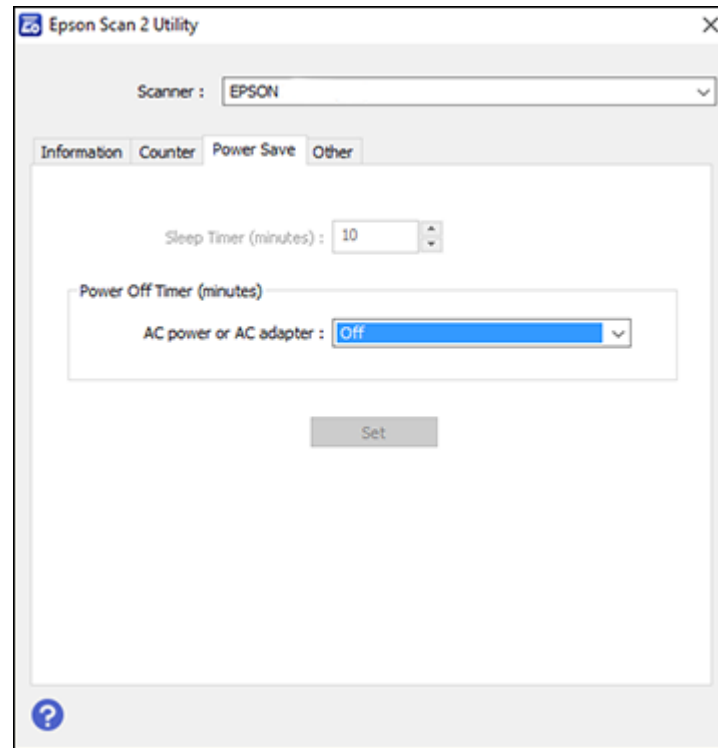 Epson Scan 2 Utility
Scanner : EPSON
Information Counter Power Save Other
Sleep Timer (minutes) : 10
Power Off Timer (minutes)
AC power or AC adapter : Off
Set
?